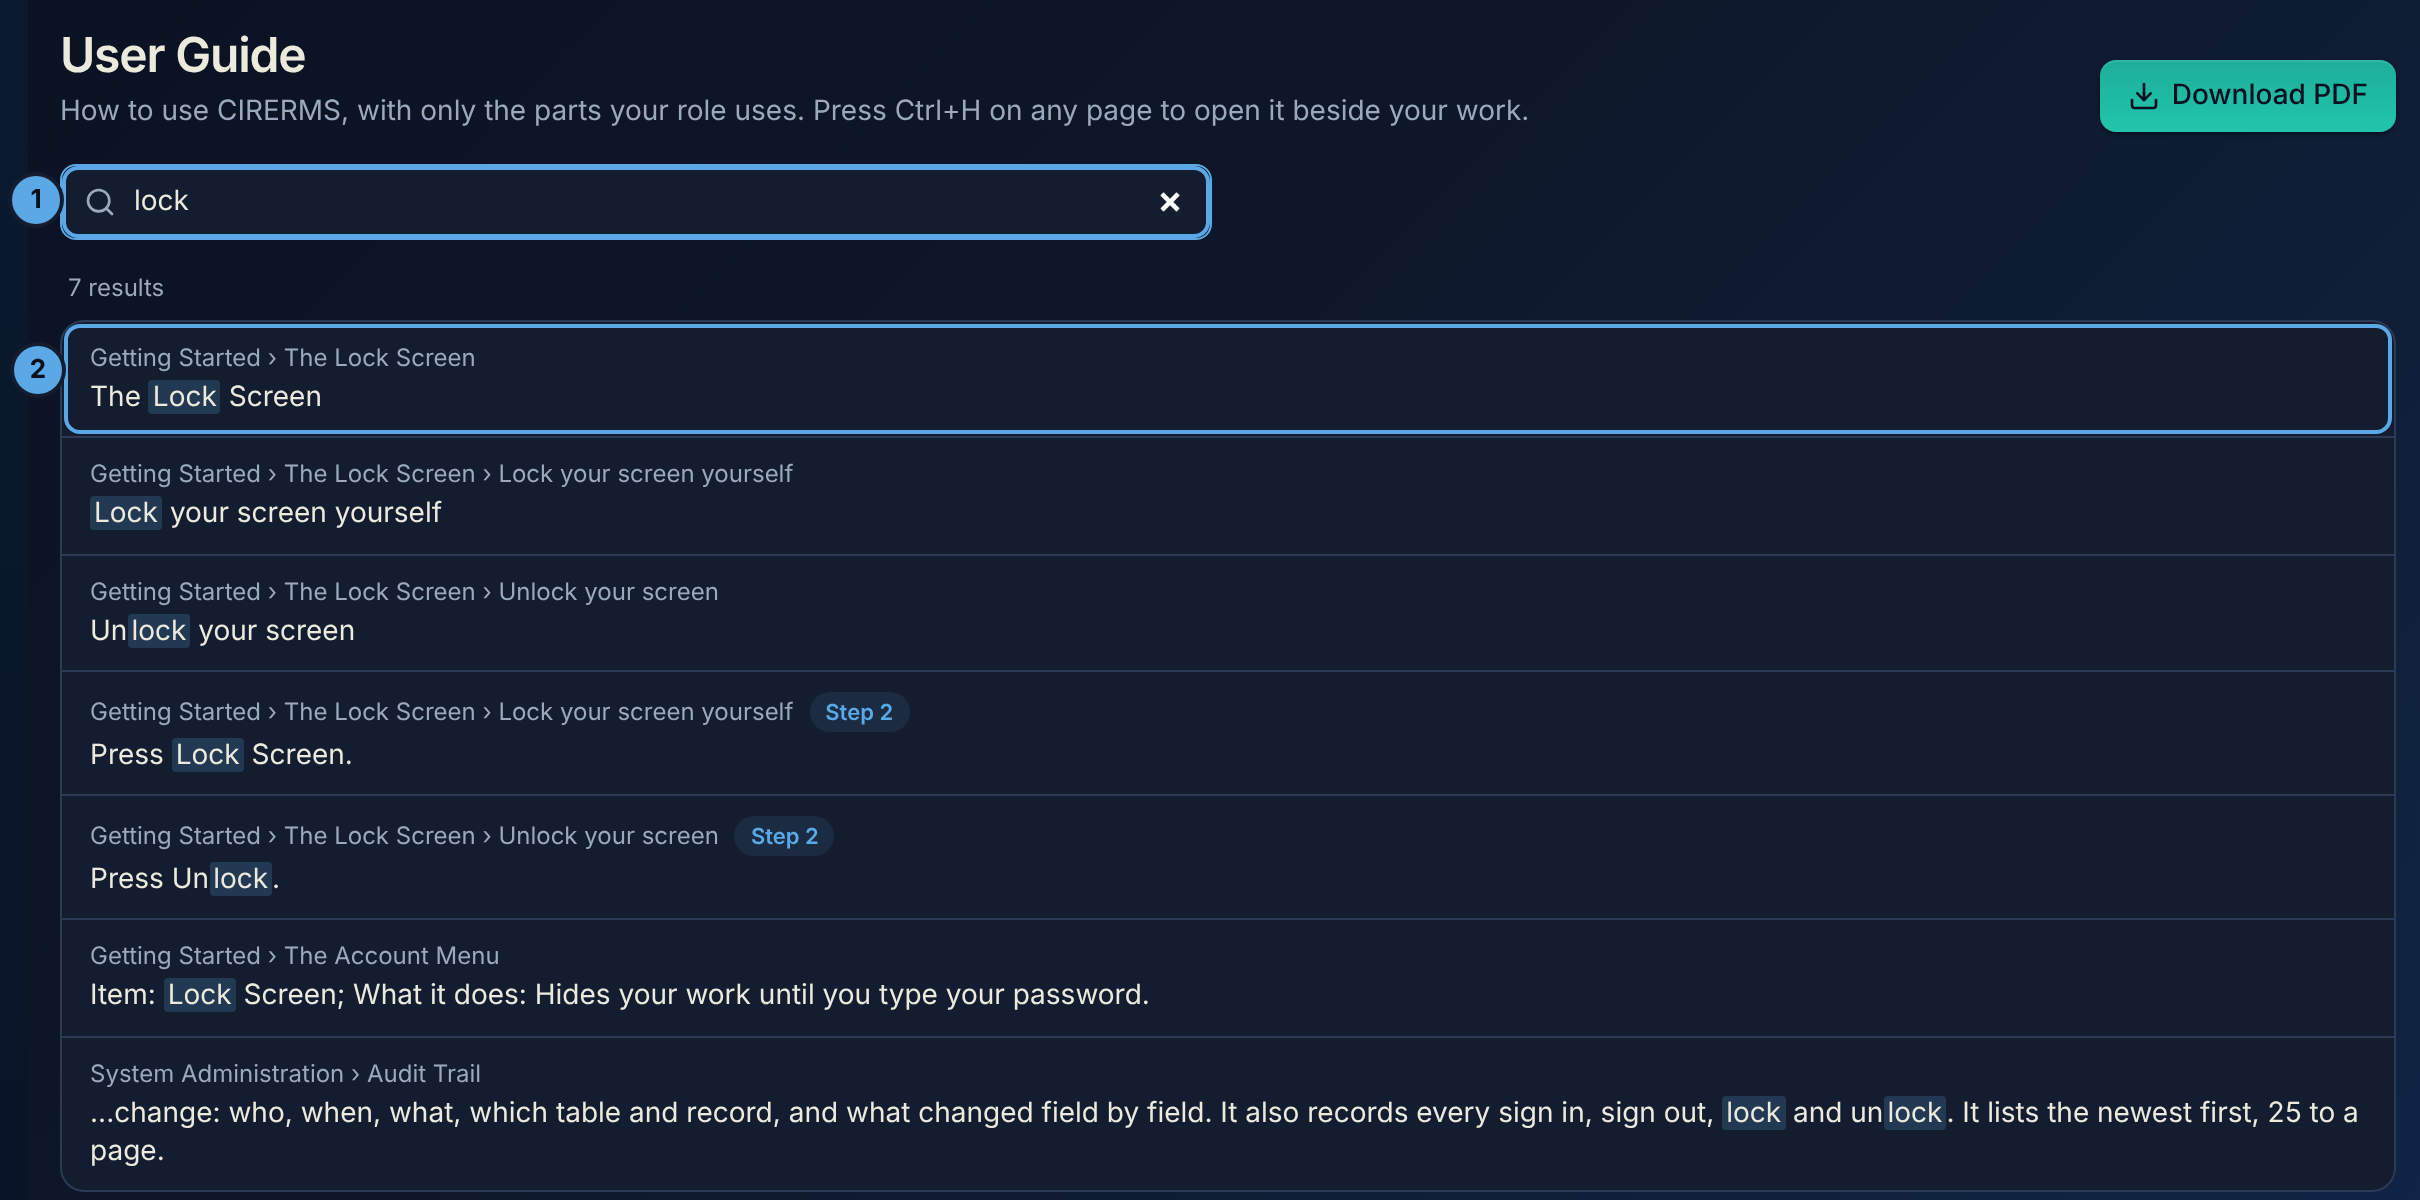 User Guide
How to use CIRERMS, with only the parts your role uses. Press Ctrl+H on any page to open it beside your work.
Download PDF
1
lock
7 results
2
Getting Started › The Lock Screen
The Lock Screen
Getting Started › The Lock Screen › Lock your screen yourself
Lock your screen yourself
Getting Started › The Lock Screen › Unlock your screen
Unlock your screen
Getting Started › The Lock Screen › Lock your screen yourself Step 2
Press Lock Screen.
Getting Started › The Lock Screen › Unlock your screen Step 2
Press Unlock.
Getting Started › The Account Menu
Item: Lock Screen; What it does: Hides your work until you type your password.
System Administration › Audit Trail
...change: who, when, what, which table and record, and what changed field by field. It also records every sign in, sign out, lock and unlock. It lists the newest first, 25 to a
page.